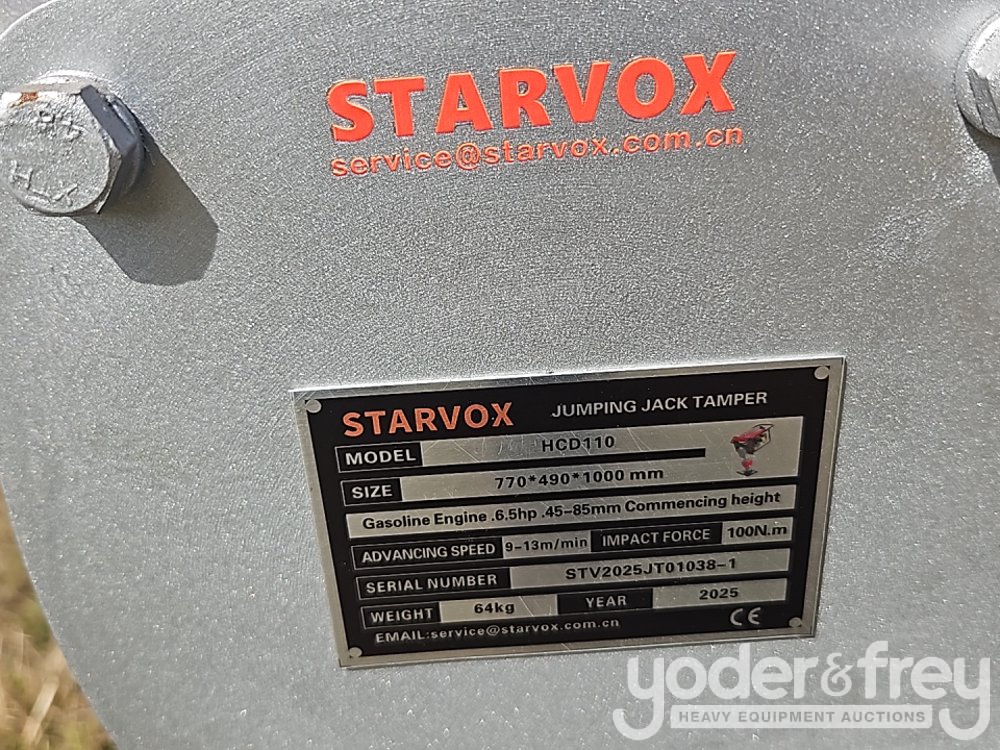 STARVOX
service@starvox.com.cn
STARVOX JUMPING JACK TAMPER
MODEL HCD110
SIZE 770*490*1000 mm
Gasoline Engine .6.5hp .45-85mm Commencing height
ADVANCING SPEED 9-13m/min IMPACT FORCE 100N.m
SERIAL NUMBER STV2025JT01038-1
WEIGHT 64kg YEAR 2025
EMAIL:service@starvox.com.cn CE
yoder&frey
HEAVY EQUIPMENT AUCTIONS